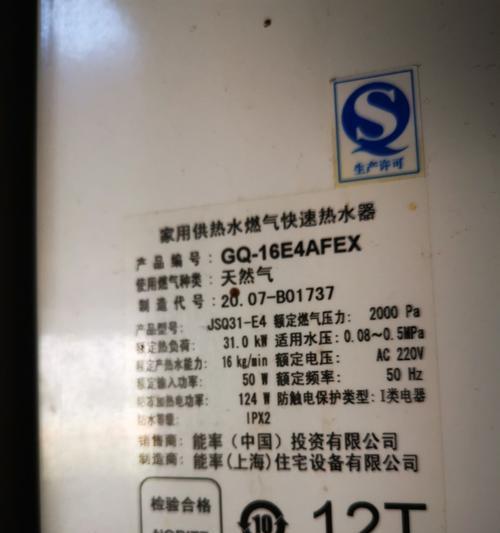 S
生产许可
家用供热水燃气快速热水器
产品编号: GQ-16E4AFEX
使用燃气种类: 天然气
制造代号: 20.07-B01737
产品型号: JSQ31-E4 额定燃气压力: 2000 Pa
额定热负荷: 31.0 kW 适用水压: 0.08~0.5MPa
额定产热水能力: 16 kg/min 额定电压: AC 220V
额定输入功率: 50 W 额定频率: 50 Hz
防冻加热电功率: 124 W 防触电保护类型: I类电器
防水等级: IPX2
销售商: 能率（中国）投资有限公司
制造商: 能率(上海)住宅设备有限公司
检验合格
10
12T